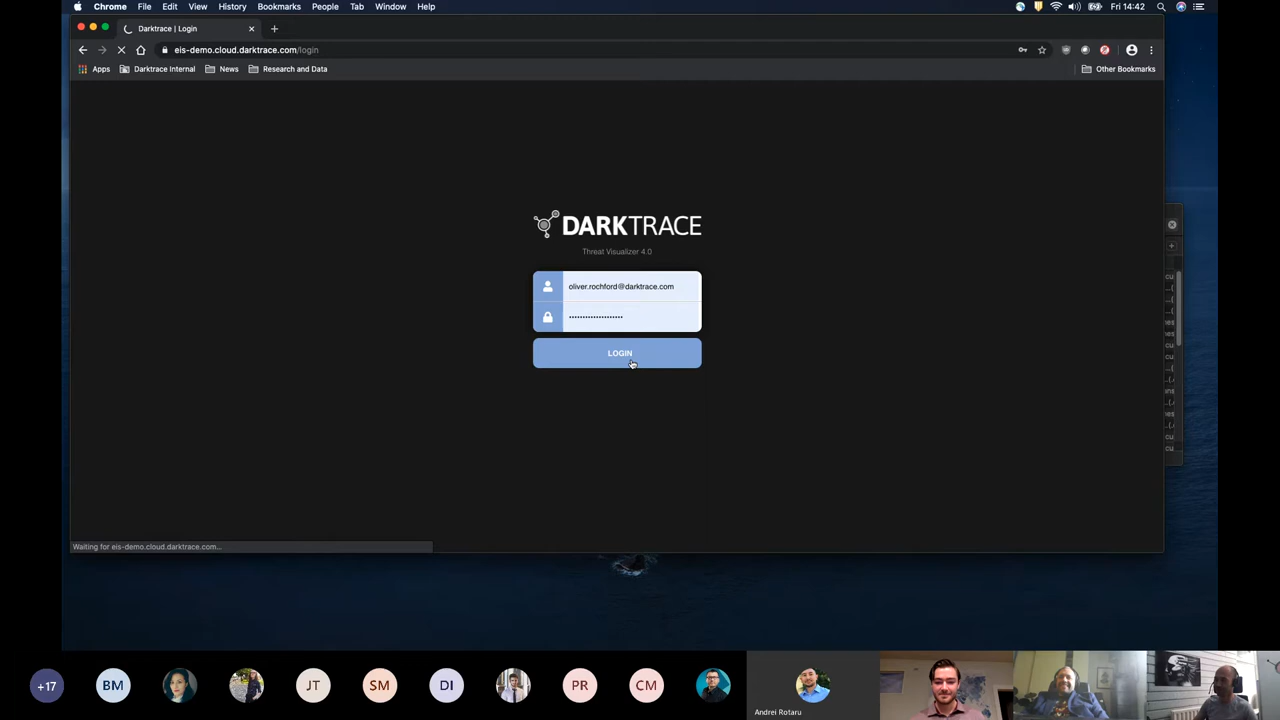 Chrome File Edit View History Bookmarks People Tab Window Help Fri 14:42
Darktrace | Login
eis-demo.cloud.darktrace.com/login
Apps Darktrace Internal News Research and Data Other Bookmarks
DARKTRACE
Threat Visualizer 4.0
oliver.rochford@darktrace.com
LOGIN
Waiting for eis-demo.cloud.darktrace.com...
+17 BM JT SM DI PR CM
Andrei Rotaru